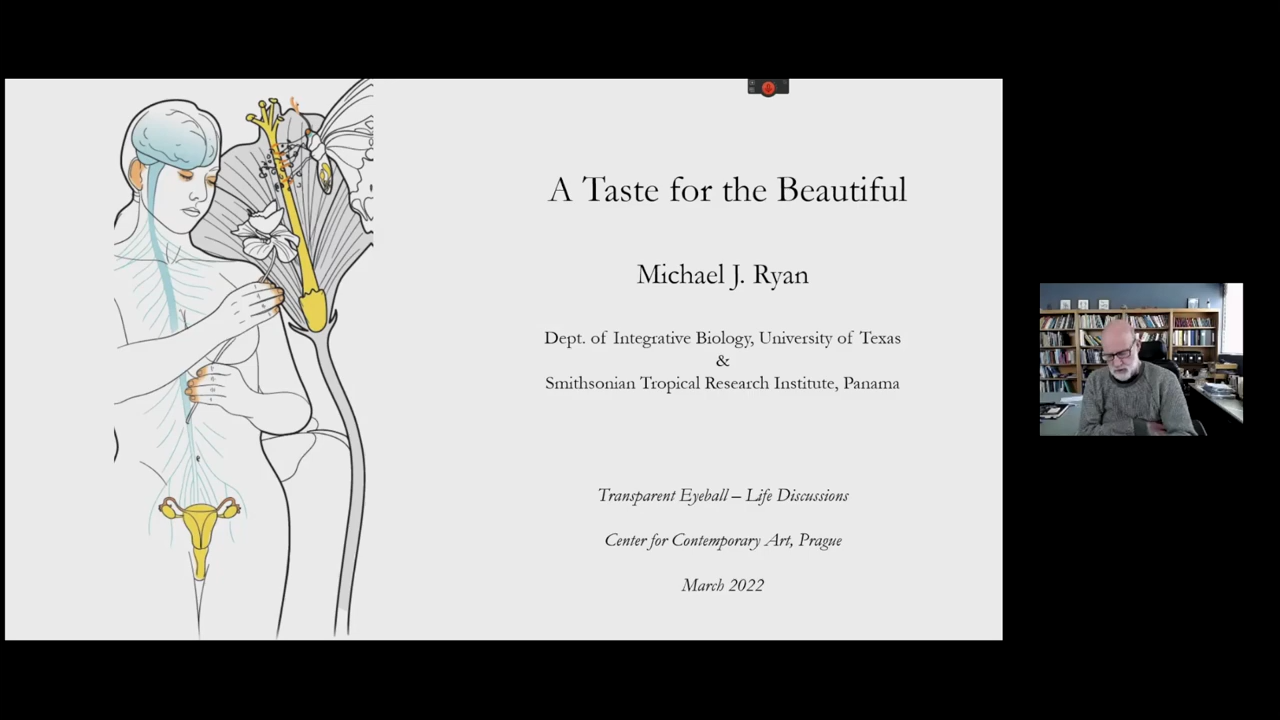 A Taste for the Beautiful
Michael J. Ryan
Dept. of Integrative Biology, University of Texas
&
Smithsonian Tropical Research Institute, Panama
Transparent Eyeball – Life Discussions
Center for Contemporary Art, Prague
March 2022